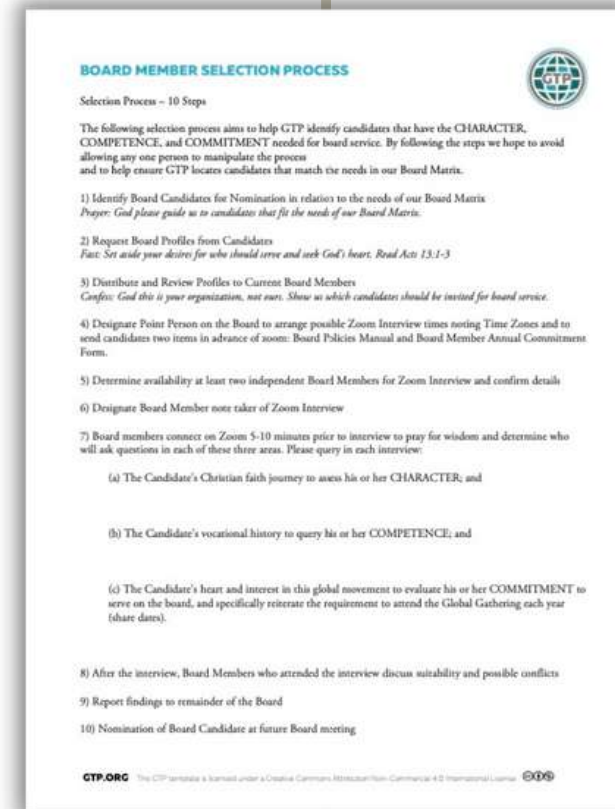 BOARD MEMBER SELECTION PROCESS
GTP
Selection Process – 10 Steps
The following selection process aims to help GTP identify candidates that have the CHARACTER,
COMPETENCE, and COMMITMENT needed for board service. By following the steps we hope to avoid
allowing any one person to manipulate the process
and to help ensure GTP locates candidates that match the needs in our Board Matrix.
1) Identify Board Candidates for Nomination in relation to the needs of our Board Matrix
Prayer: God please guide us to candidates that fit the needs of our Board Matrix.
2) Request Board Profiles from Candidates
Fast: Set aside your desires for who should serve and seek God's heart. Read Acts 13:1-3
3) Distribute and Review Profiles to Current Board Members
Confess: God this is your organization, not ours. Show us which candidates should be invited for board service.
4) Designate Point Person on the Board to arrange possible Zoom Interview times noting Time Zones and to
send candidates two items in advance of zoom: Board Policies Manual and Board Member Annual Commitment
Form.
5) Determine availability at least two independent Board Members for Zoom Interview and confirm details
6) Designate Board Member note taker of Zoom Interview
7) Board members connect on Zoom 5-10 minutes prior to interview to pray for wisdom and determine who
will ask questions in each of these three areas. Please query in each interview:
(a) The Candidate's Christian faith journey to assess his or her CHARACTER; and
(b) The Candidate's vocational history to query his or her COMPETENCE; and
(c) The Candidate's heart and interest in this global movement to evaluate his or her COMMITMENT to
serve on the board, and specifically reiterate the requirement to attend the Global Gathering each year
(share dates).
8) After the interview, Board Members who attended the interview discuss suitability and possible conflicts
9) Report findings to remainder of the Board
10) Nomination of Board Candidate at future Board meeting
GTP.ORG The GTP template is licensed under a Creative Commons Attribution Non-Commercial 4.0 International License